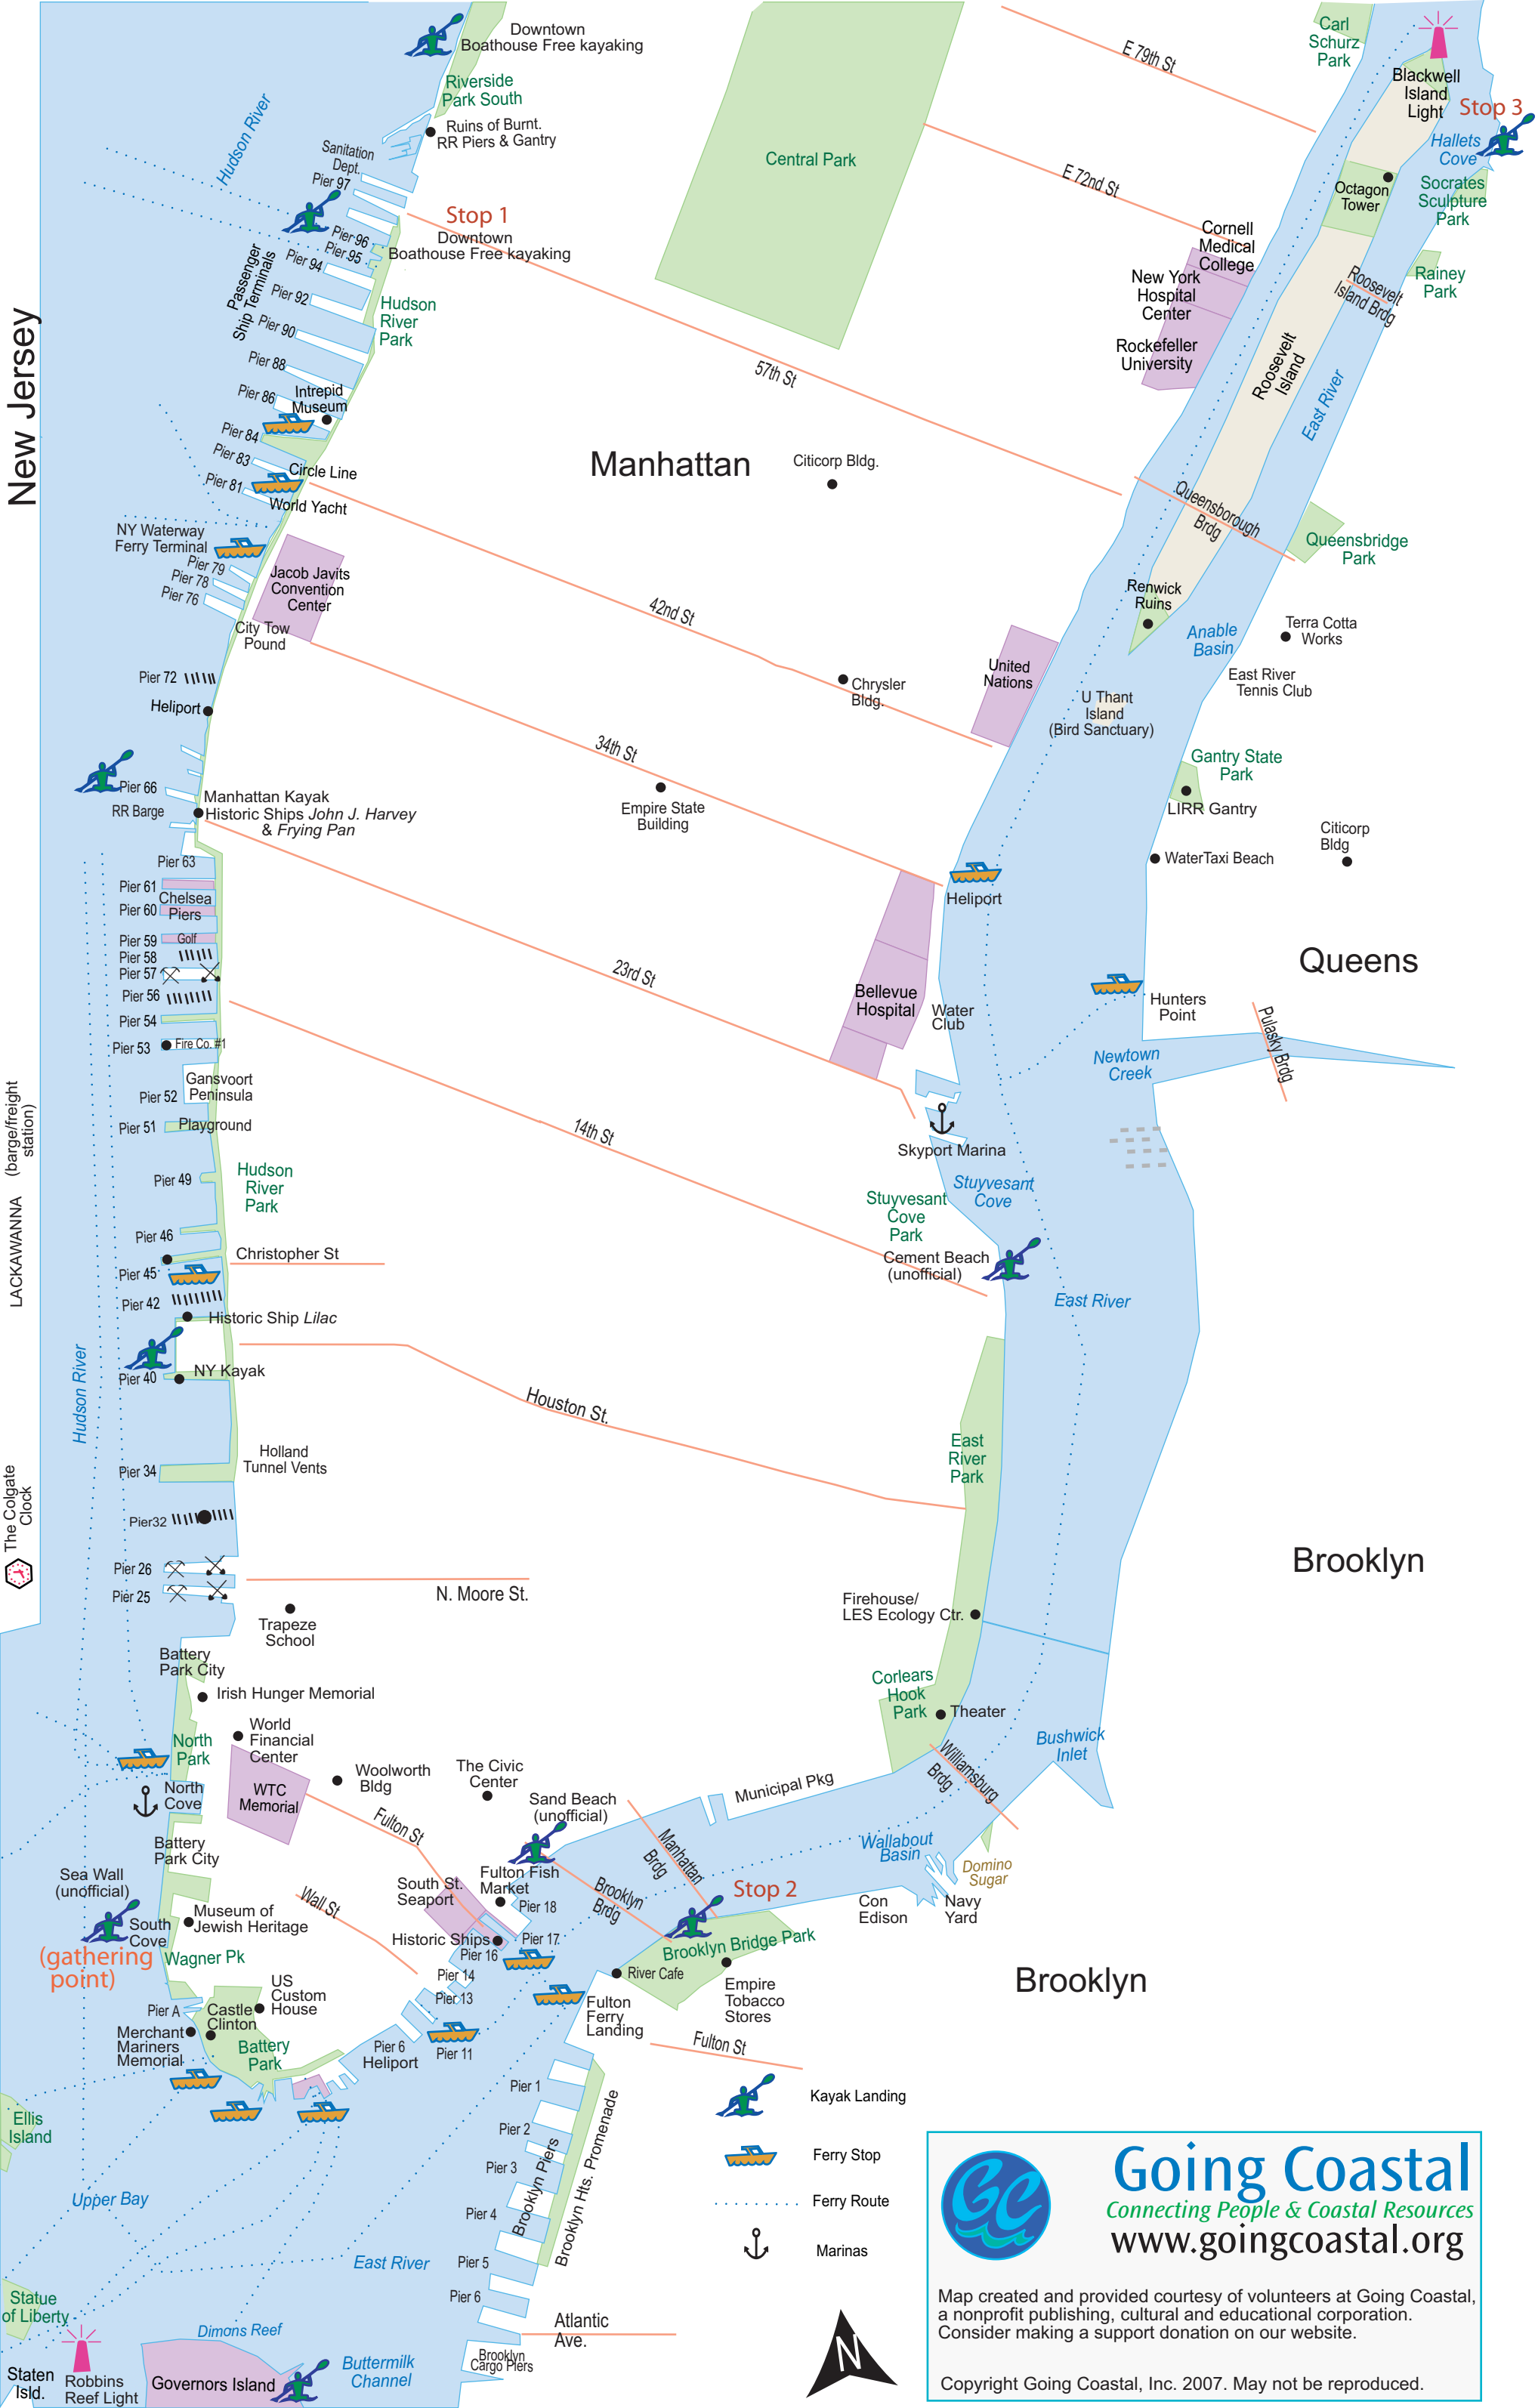 Downtown
Boathouse Free kayaking
Riverside
Park South
Hudson River
Ruins of Burnt.
RR Piers & Gantry
Sanitation
Dept.
Pier 97
Stop 1
Downtown
Boathouse Free kayaking
Pier 96
Pier 95
Pier 94
Passenger
Ship Terminals
Pier 92
Pier 90
Hudson
River
Park
Pier 88
Pier 86
Intrepid
Museum
Pier 84
Pier 83
Circle Line
Pier 81
World Yacht
NY Waterway
Ferry Terminal
Pier 79
Pier 78
Pier 76
Jacob Javits
Convention
Center
City Tow
Pound
Pier 72
Heliport
Pier 66
RR Barge
Manhattan Kayak
Historic Ships John J. Harvey
& Frying Pan
Pier 63
Pier 61
Chelsea
Piers
Pier 60
Pier 59
Golf
Pier 58
Pier 57
Pier 56
Pier 54
Pier 53
Fire Co. #1
Gansvoort
Peninsula
Pier 52
Pier 51
Playground
Pier 49
Hudson
River
Park
Pier 46
Christopher St
Pier 45
Pier 42
Historic Ship Lilac
NY Kayak
Pier 40
Hudson River
Pier 34
Holland
Tunnel Vents
Pier32
Pier 26
Pier 25
N. Moore St.
Trapeze
School
New Jersey
LACKAWANNA
(barge/freight
station)
The Colgate
Clock
Central Park
E 79th St
E 72nd St
57th St
Manhattan
Citicorp Bldg.
42nd St
Chrysler
Bldg.
34th St
Empire State
Building
23rd St
14th St
Houston St.
Carl
Schurz
Park
Blackwell
Island
Light
Stop 3
Hallets
Cove
Octagon
Tower
Socrates
Sculpture
Park
Cornell
Medical
College
New York
Hospital
Center
Rockefeller
University
Roosevelt
Island Brdg
Rainey
Park
Roosevelt
Island
East River
Queensborough
Brdg
Queensbridge
Park
Renwick
Ruins
Anable
Basin
Terra Cotta
Works
East River
Tennis Club
United
Nations
U Thant
Island
(Bird Sanctuary)
Gantry State
Park
LIRR Gantry
Citicorp
Bldg
WaterTaxi Beach
Heliport
Queens
Bellevue
Hospital
Water
Club
Hunters
Point
Pulasky Brdg
Newtown
Creek
Skyport Marina
Stuyvesant
Cove
Stuyvesant
Cove
Park
Cement Beach
(unofficial)
East River
East
River
Park
Brooklyn
Firehouse/
LES Ecology Ctr.
Corlears
Hook
Park
Theater
Williamsburg
Brdg
Bushwick
Inlet
Municipal Pkg
Wallabout
Basin
Domino
Sugar
Con
Edison
Navy
Yard
Battery
Park City
Irish Hunger Memorial
World
Financial
Center
North
Park
WTC
Memorial
Woolworth
Bldg
The Civic
Center
Sand Beach
(unofficial)
Fulton St
North
Cove
Battery
Park City
Manhattan
Brdg
Brooklyn
Brdg
Stop 2
Sea Wall
(unofficial)
South
Cove
(gathering
point)
Museum of
Jewish Heritage
Wagner Pk
Wall St
South St.
Seaport
Fulton Fish
Market
Pier 18
Historic Ships
Pier 17
Pier 16
Pier 14
Pier 13
Pier 11
Brooklyn Bridge Park
River Cafe
Empire
Tobacco
Stores
Fulton
Ferry
Landing
Fulton St
Brooklyn
US
Custom
House
Pier A
Castle
Clinton
Merchant
Mariners
Memorial
Battery
Park
Pier 6
Heliport
Pier 1
Pier 2
Pier 3
Pier 4
Pier 5
Pier 6
Brooklyn Piers
Brooklyn Hts. Promenade
Ellis
Island
Upper Bay
East River
Statue
of Liberty
Dimons Reef
Atlantic
Ave.
Brooklyn
Cargo Piers
Buttermilk
Channel
Staten
Isld.
Robbins
Reef Light
Governors Island
Kayak Landing
Ferry Stop
Ferry Route
Marinas
N
GC
Going Coastal
Connecting People & Coastal Resources
www.goingcoastal.org
Map created and provided courtesy of volunteers at Going Coastal,
a nonprofit publishing, cultural and educational corporation.
Consider making a support donation on our website.
Copyright Going Coastal, Inc. 2007. May not be reproduced.